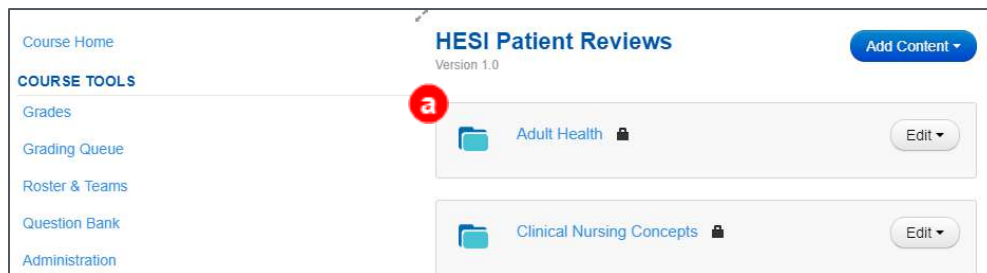 Course Home
COURSE TOOLS
Grades
Grading Queue
Roster & Teams
Question Bank
Administration
HESI Patient Reviews
Version 1.0
Add Content
a
Adult Health
Edit
Clinical Nursing Concepts
Edit